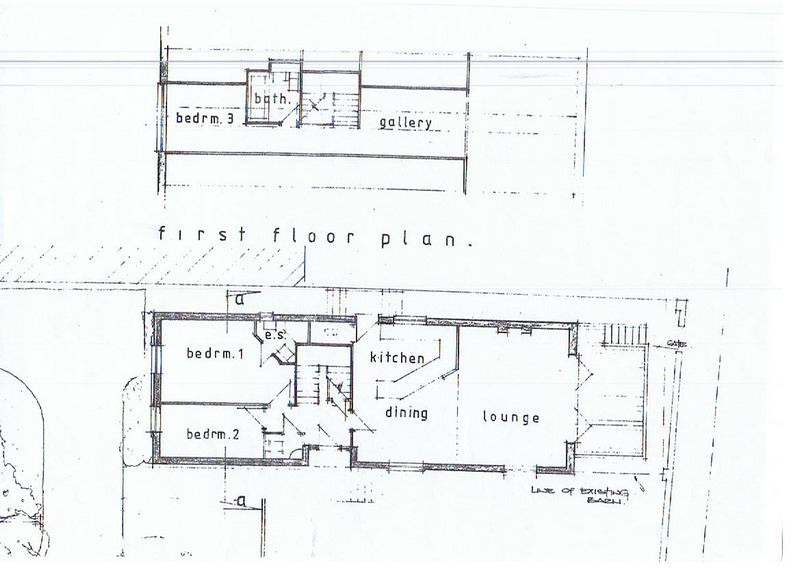 bath.
bedrm. 3
gallery
first floor plan.
a
e.s.
bedrm. 1
kitchen
GATE
dining
lounge
bedrm. 2
LINE OF EXISTING
BARN.
a